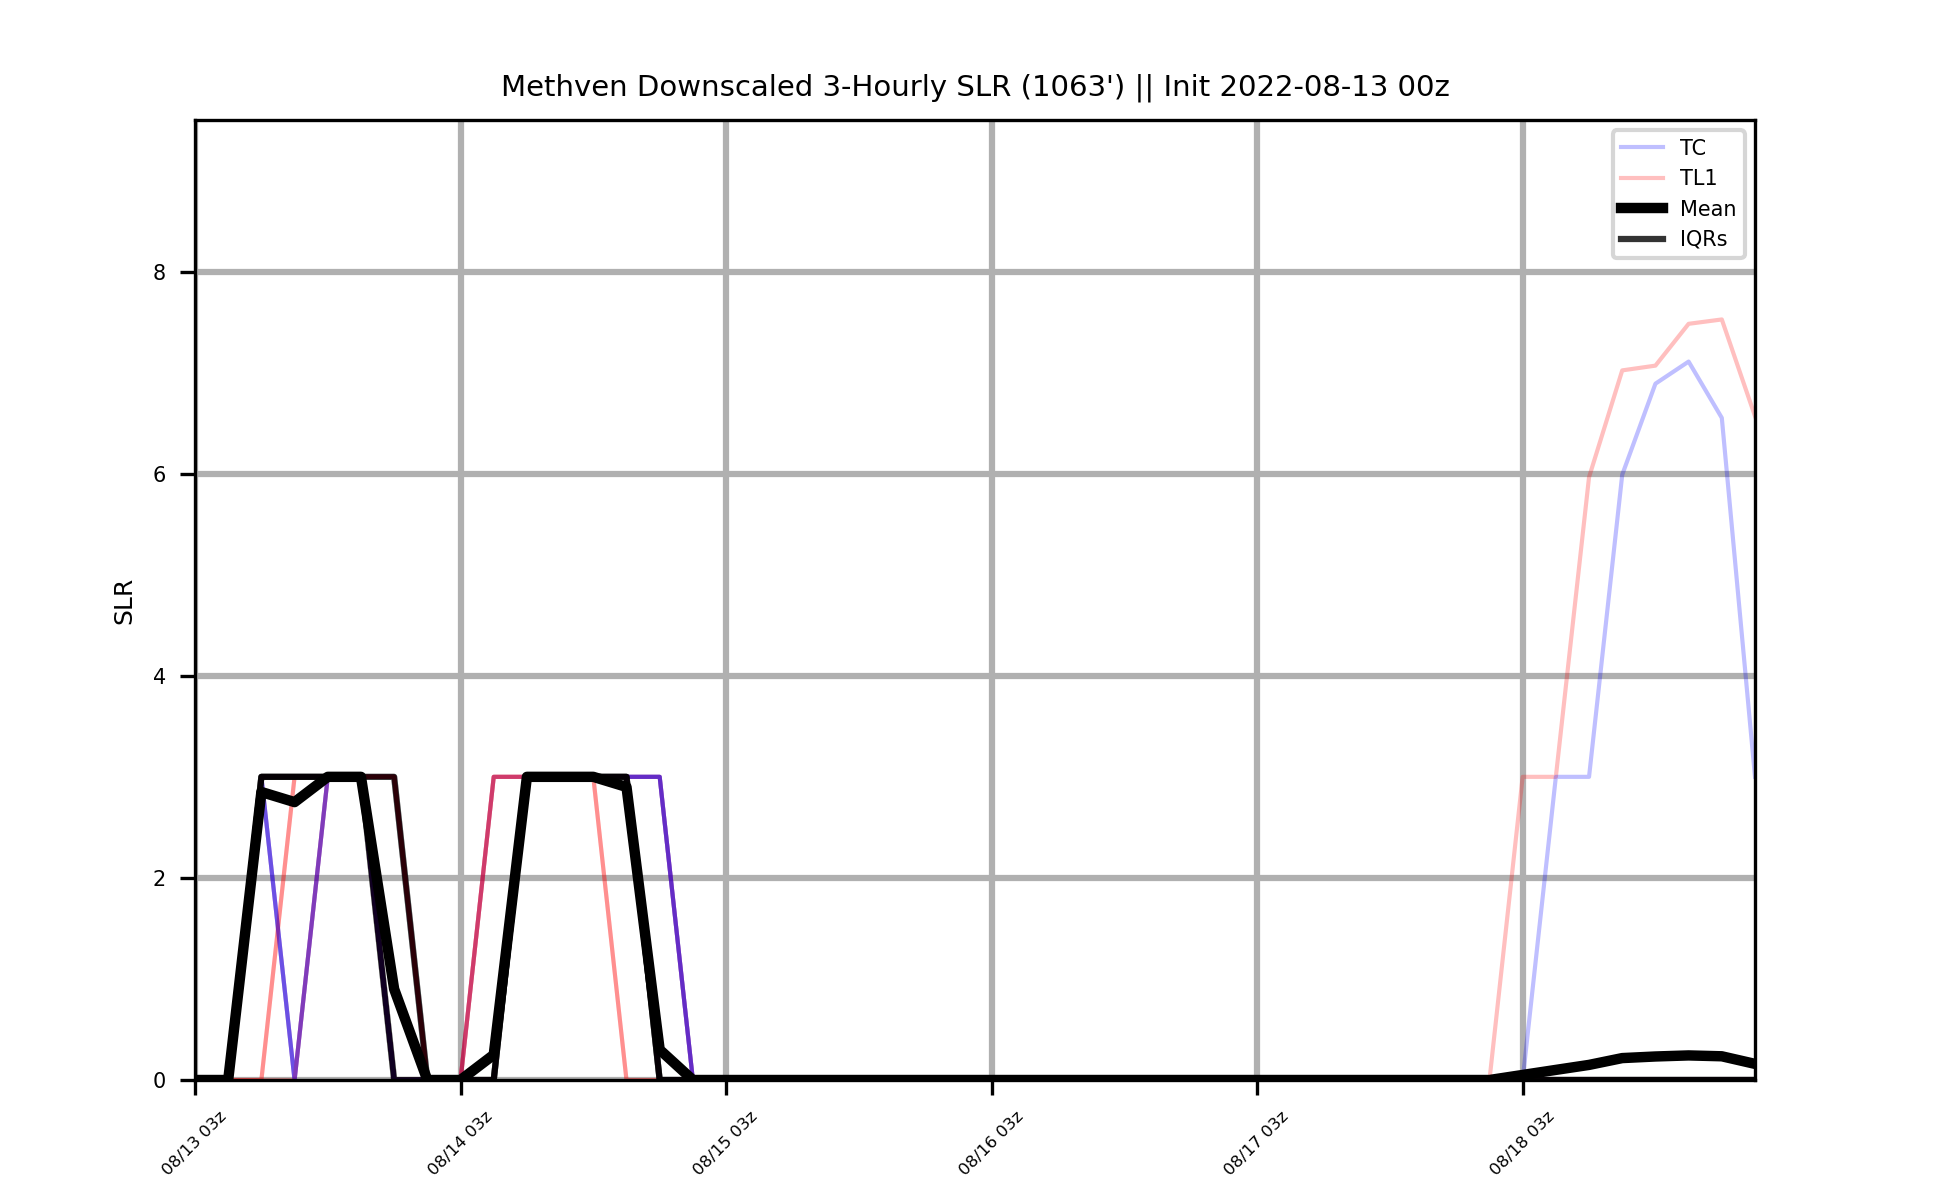 Methven Downscaled 3-Hourly SLR (1063') || Init 2022-08-13 00z
TC
TL1
Mean
IQRs
SLR
8
6
4
2
0
08/13 03z
08/14 03z
08/15 03z
08/16 03z
08/17 03z
08/18 03z